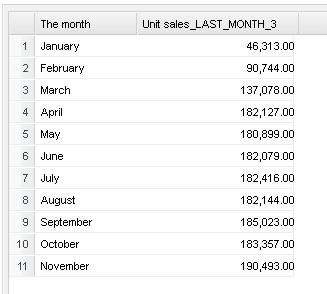 The month Unit sales_LAST_MONTH_3
1 January 46,313.00
2 February 90,744.00
3 March 137,078.00
4 April 182,127.00
5 May 180,899.00
6 June 182,079.00
7 July 182,416.00
8 August 182,144.00
9 September 185,023.00
10 October 183,357.00
11 November 190,493.00